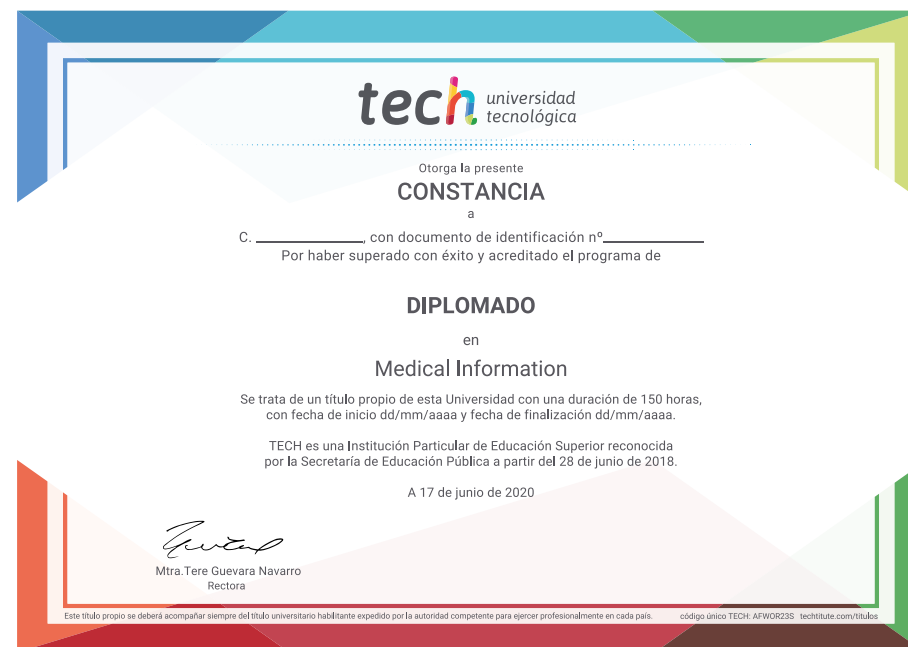 tech universidad
tecnológica
Otorga la presente
CONSTANCIA
a
C. ____________, con documento de identificación nº____________
Por haber superado con éxito y acreditado el programa de
DIPLOMADO
en
Medical Information
Se trata de un título propio de esta Universidad con una duración de 150 horas,
con fecha de inicio dd/mm/aaaa y fecha de finalización dd/mm/aaaa.
TECH es una Institución Particular de Educación Superior reconocida
por la Secretaría de Educación Pública a partir del 28 de junio de 2018.
A 17 de junio de 2020
Mtra.Tere Guevara Navarro
Rectora
Este título propio se deberá acompañar siempre del título universitario habilitante expedido por la autoridad competente para ejercer profesionalmente en cada país. código único TECH: AFWOR23S techtitute.com/titulos